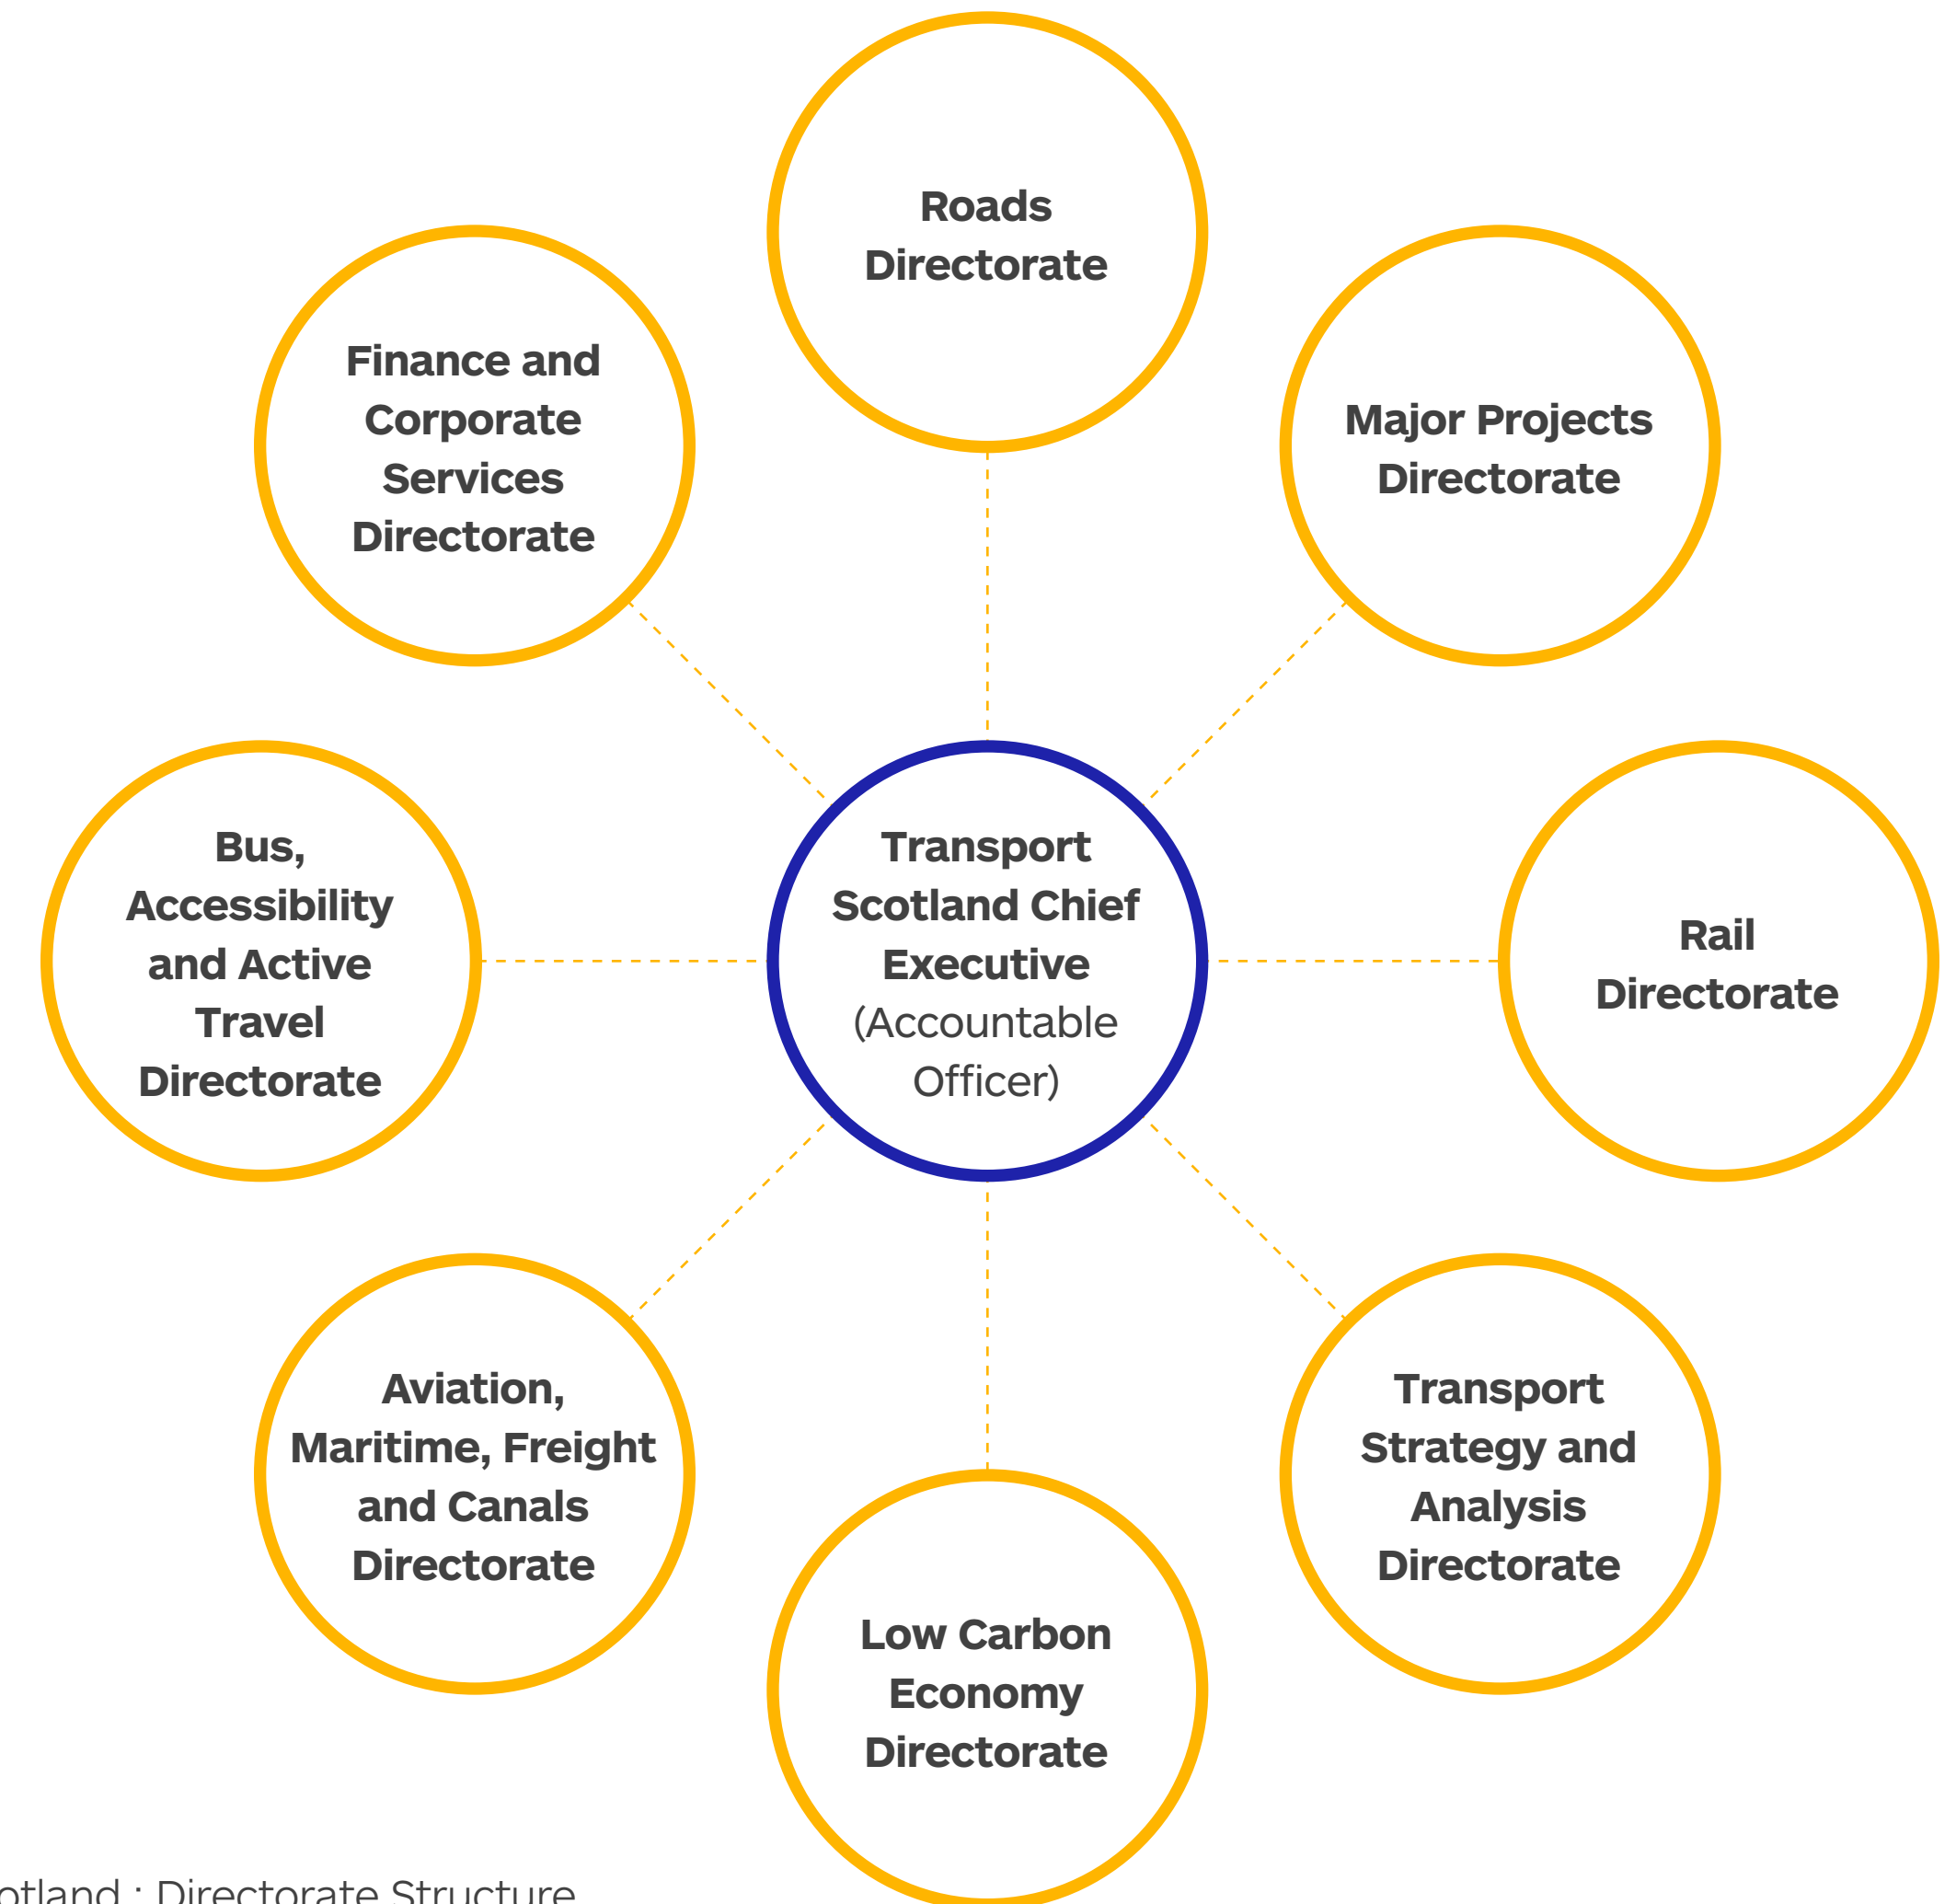 Roads
Directorate
Finance and
Corporate
Services
Directorate
Major Projects
Directorate
Bus,
Accessibility
and Active
Travel
Directorate
Transport
Scotland Chief
Executive
(Accountable
Officer)
Rail
Directorate
Aviation,
Maritime, Freight
and Canals
Directorate
Transport
Strategy and
Analysis
Directorate
Low Carbon
Economy
Directorate
: Directorate Structure